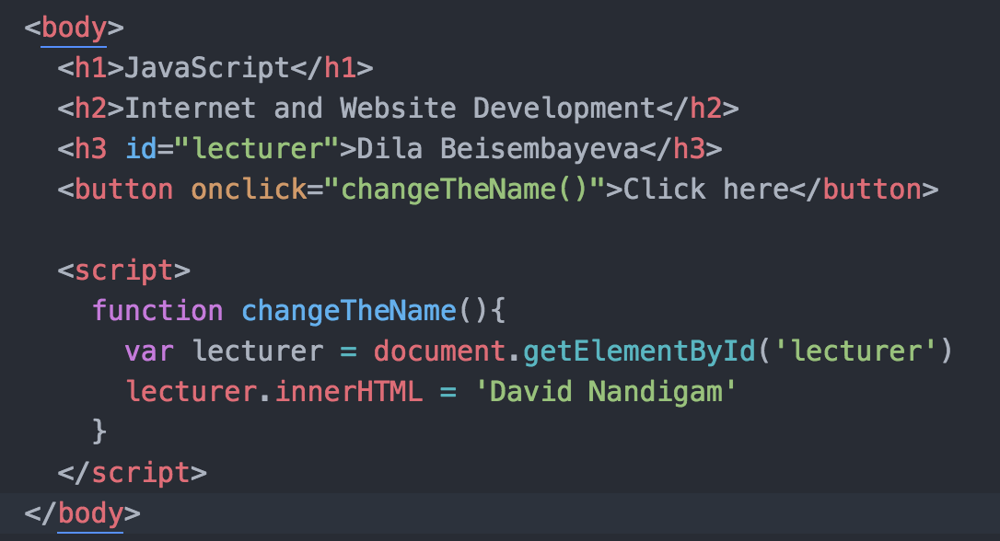 <body>
<h1>JavaScript</h1>
<h2>Internet and Website Development</h2>
<h3 id="lecturer">Dila Beisembayeva</h3>
<button onclick="changeTheName()">Click here</button>
<script>
function changeTheName(){
var lecturer = document.getElementById('lecturer')
lecturer.innerHTML = 'David Nandigam'
}
</script>
</body>